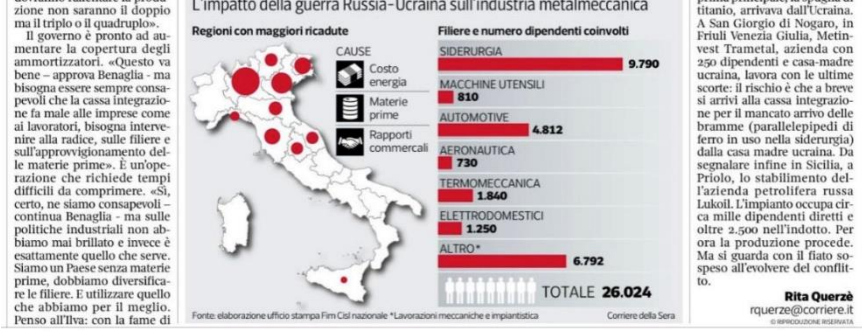 zione non saranno il doppio
ma il triplo o il quadruplo».
Il governo è pronto ad au-
mentare la copertura degli
ammortizzatori. «Questo va
bene – approva Benaglia - ma
bisogna essere sempre consa-
pevoli che la cassa integrazio-
ne fa male alle imprese come
ai lavoratori, bisogna interve-
nire alla radice, sulle filiere e
sull'approvvigionamento del-
le materie prime». È un'ope-
razione che richiede tempi
difficili da comprimere. «Sì,
certo, ne siamo consapevoli –
continua Benaglia - ma sulle
politiche industriali non ab-
biamo mai brillato e invece è
esattamente quello che serve.
Siamo un Paese senza materie
prime, dobbiamo diversifica-
re le filiere. E utilizzare quello
che abbiamo per il meglio.
Penso all'Ilva: con la fame di
L'impatto della guerra Russia-Ucraina sull'industria metalmeccanica
Regioni con maggiori ricadute
CAUSE
Costo
energia
Materie
prime
Rapporti
commerciali
Filiere e numero dipendenti coinvolti
SIDERURGIA
9.790
MACCHINE UTENSILI
810
AUTOMOTIVE
4.812
AERONAUTICA
730
TERMOMECCANICA
1.840
ELETTRODOMESTICI
1.250
ALTRO*
6.792
TOTALE 26.024
Fonte: elaborazione ufficio stampa Fim Cisl nazionale *Lavorazioni meccaniche e impiantistica
Corriere della Sera
titanio, arrivava dall'Ucraina.
A San Giorgio di Nogaro, in
Friuli Venezia Giulia, Metin-
vest Trametal, azienda con
250 dipendenti e casa-madre
ucraina, lavora con le ultime
scorte: il rischio è che a breve
si arrivi alla cassa integrazio-
ne per il mancato arrivo delle
bramme (parallelepipedi di
ferro in uso nella siderurgia)
dalla casa madre ucraina. Da
segnalare infine in Sicilia, a
Priolo, lo stabilimento del-
l'azienda petrolifera russa
Lukoil. L'impianto occupa cir-
ca mille dipendenti diretti e
oltre 2.500 nell'indotto. Per
ora la produzione procede.
Ma si guarda con il fiato so-
speso all'evolvere del conflit-
to.
Rita Querzè
rquerze@corriere.it
© RIPRODUZIONE RISERVATA